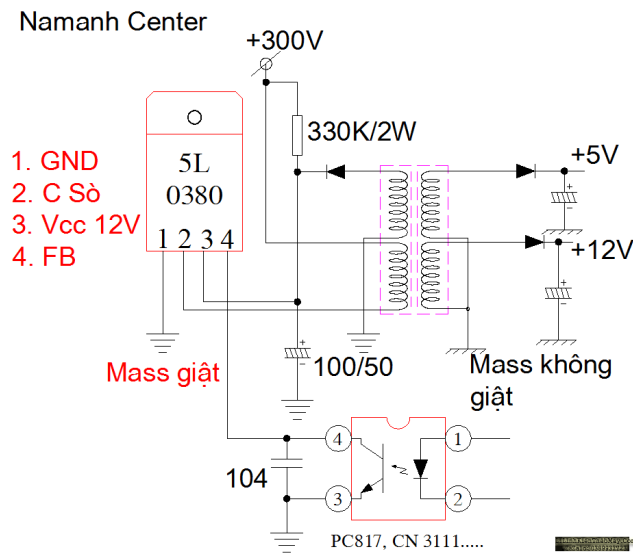 Namanh Center
+300V
330K/2W
1. GND
2. C Sò
3. Vcc 12V
4. FB
5L
0380
1 2 3 4
+5V
+
-
+12V
+
-
Mass giật
+
-
100/50
Mass không
giật
104
4
3
1
2
PC817, CN 3111.....